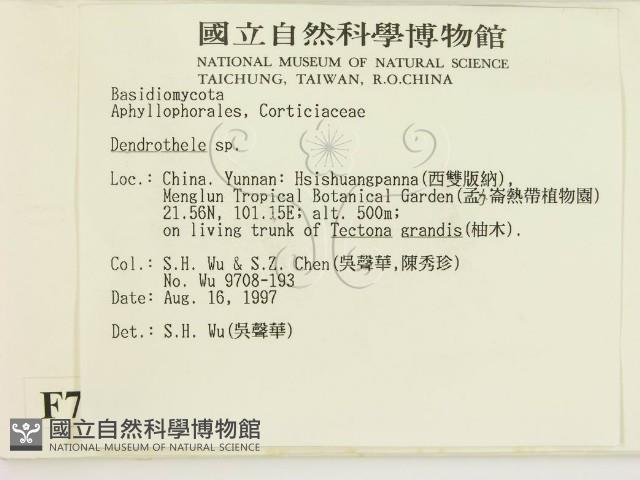 國立自然科學博物館
NATIONAL MUSEUM OF NATURAL SCIENCE
TAICHUNG, TAIWAN, R.O.CHINA
Basidiomycota
Aphyllophorales, Corticiaceae
Dendrothele sp.
Loc.: China. Yunnan: Hsishuangpanna(西雙版納),
Menglun Tropical Botanical Garden(孟崙熱帶植物園)
21.56N, 101.15E; alt. 500m;
on living trunk of Tectona grandis(柚木).
Col.: S.H. Wu & S.Z. Chen(吳聲華,陳秀珍)
No. Wu 9708-193
Date: Aug. 16, 1997
Det.: S.H. Wu(吳聲華)
F7
國立自然科學博物館
NATIONAL MUSEUM OF NATURAL SCIENCE